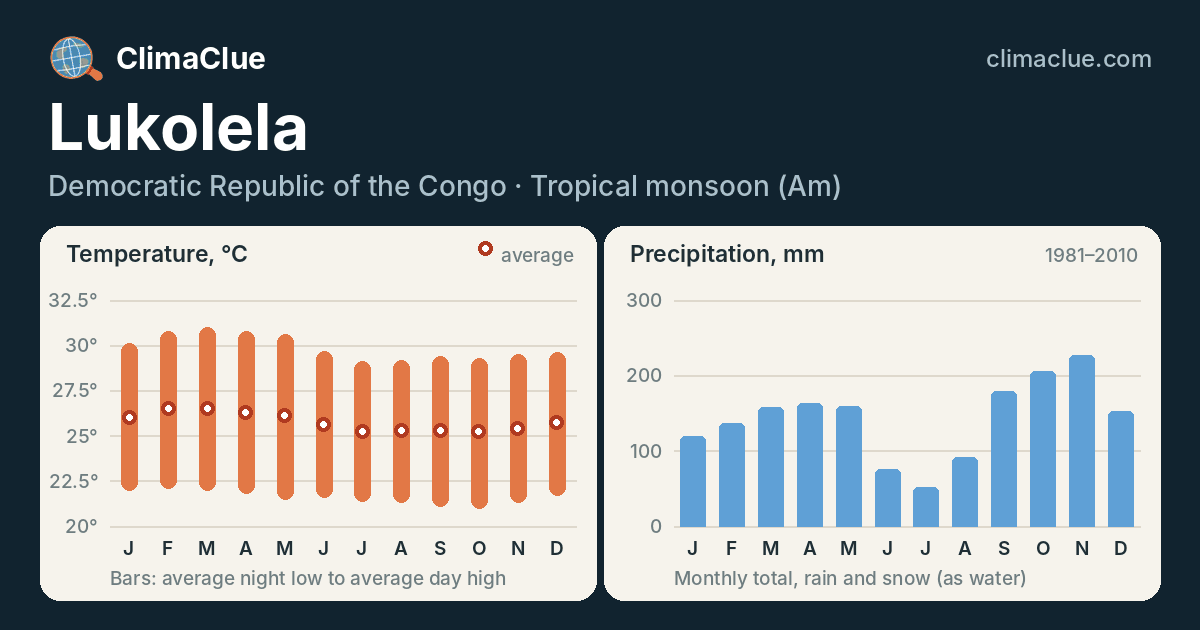 ClimaClue
climaclue.com
Lukolela
Democratic Republic of the Congo · Tropical monsoon (Am)
Temperature, °C
average
32.5°
30°
27.5°
25°
22.5°
20°
J F M A M J J A S O N D
Bars: average night low to average day high
Precipitation, mm
1981–2010
300
200
100
0
J F M A M J J A S O N D
Monthly total, rain and snow (as water)